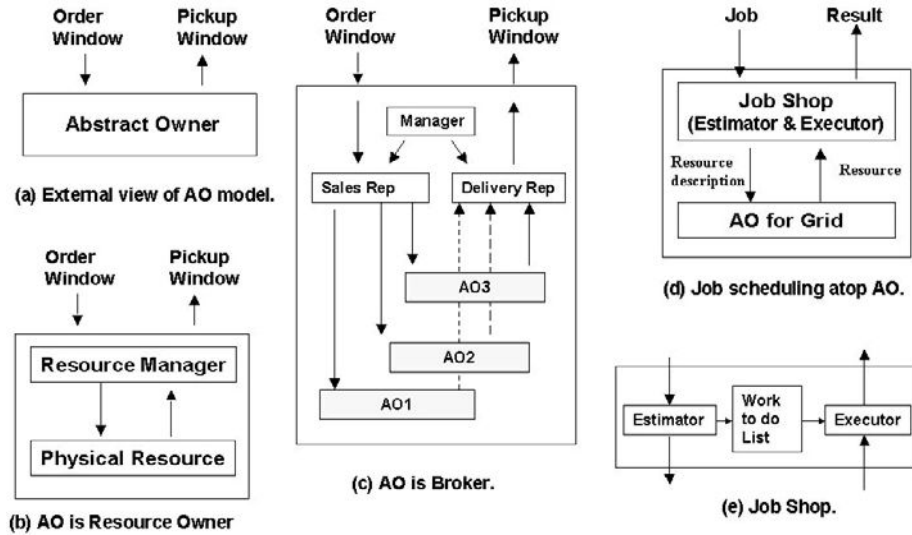 Order
Window
Pickup
Window
Abstract Owner
(a) External view of AO model.
Order
Window
Pickup
Window
Resource Manager
Physical Resource
(b) AO is Resource Owner
Order
Window
Pickup
Window
Manager
Sales Rep
Delivery Rep
AO3
AO2
AO1
(c) AO is Broker.
Job
Result
Job Shop
(Estimator & Executor)
Resource
description
Resource
AO for Grid
(d) Job scheduling atop AO.
Estimator
Work
to do
List
Executor
(e) Job Shop.